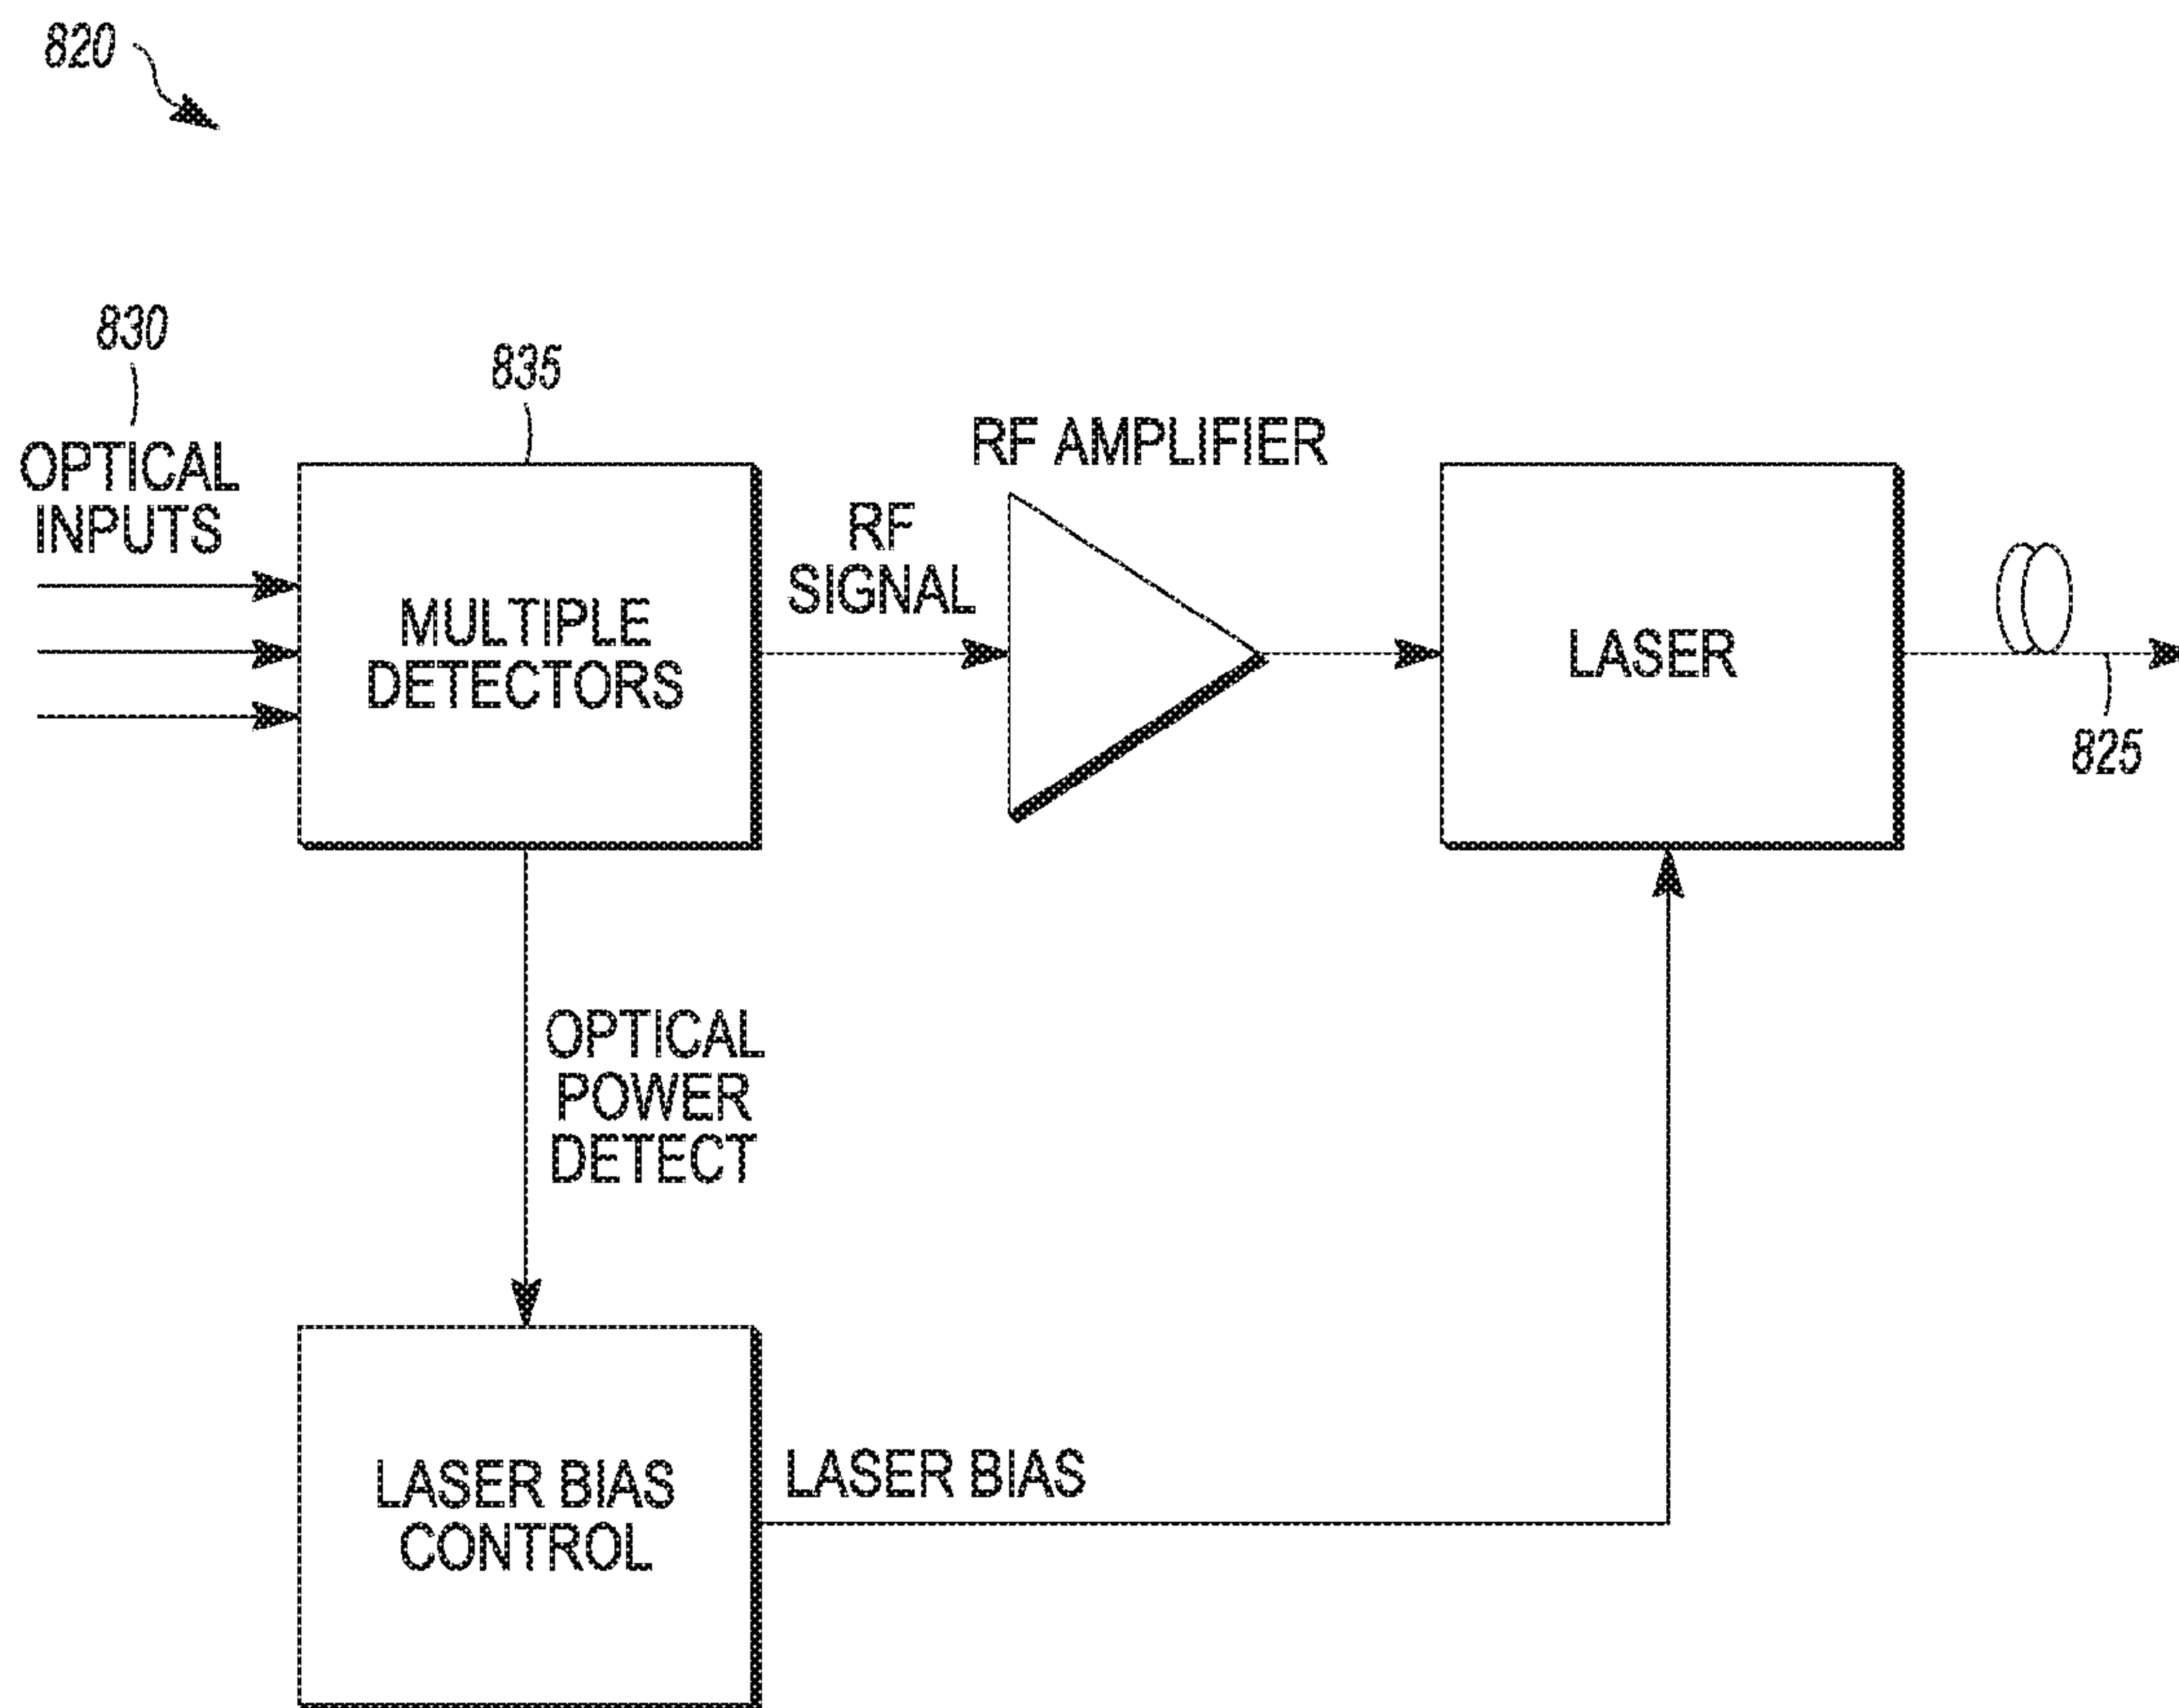 820
830
OPTICAL
INPUTS
835
MULTIPLE
DETECTORS
RF
SIGNAL
RF AMPLIFIER
LASER
825
OPTICAL
POWER
DETECT
LASER BIAS
CONTROL
LASER BIAS